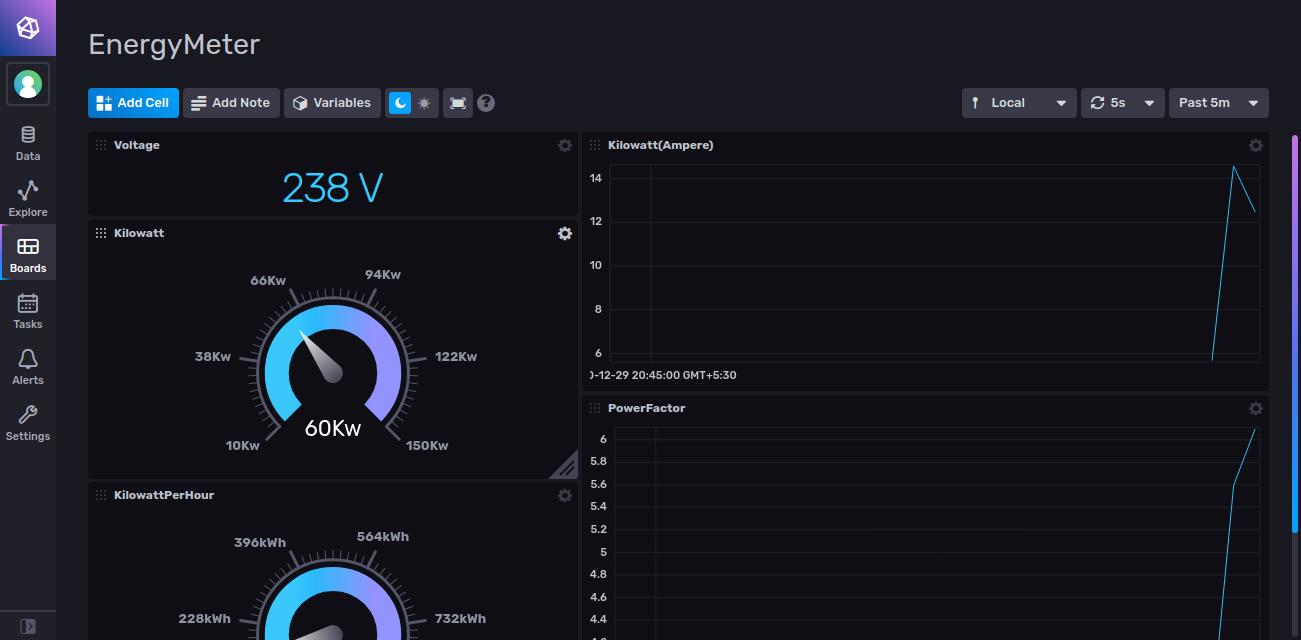 EnergyMeter
Add Cell
Add Note
Variables
?
Local
5s
Past 5m
Data
Explore
Boards
Tasks
Alerts
Settings
Voltage
238 V
Kilowatt
66Kw
94Kw
38Kw
122Kw
60Kw
10Kw
150Kw
KilowattPerHour
396kWh
564kWh
228kWh
732kWh
Kilowatt(Ampere)
14
12
10
8
6
-12-29 20:45:00 GMT+5:30
PowerFactor
6
5.8
5.6
5.4
5.2
5
4.8
4.6
4.4